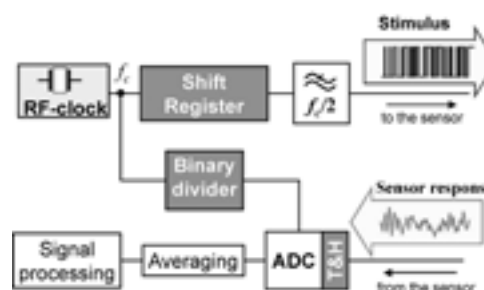 Stimulus
RF-clock
fc
Shift
Register
fc/2
to the sensor
Binary
divider
Sensor respons
Signal
processing
Averaging
ADC
T&H
from the sensor